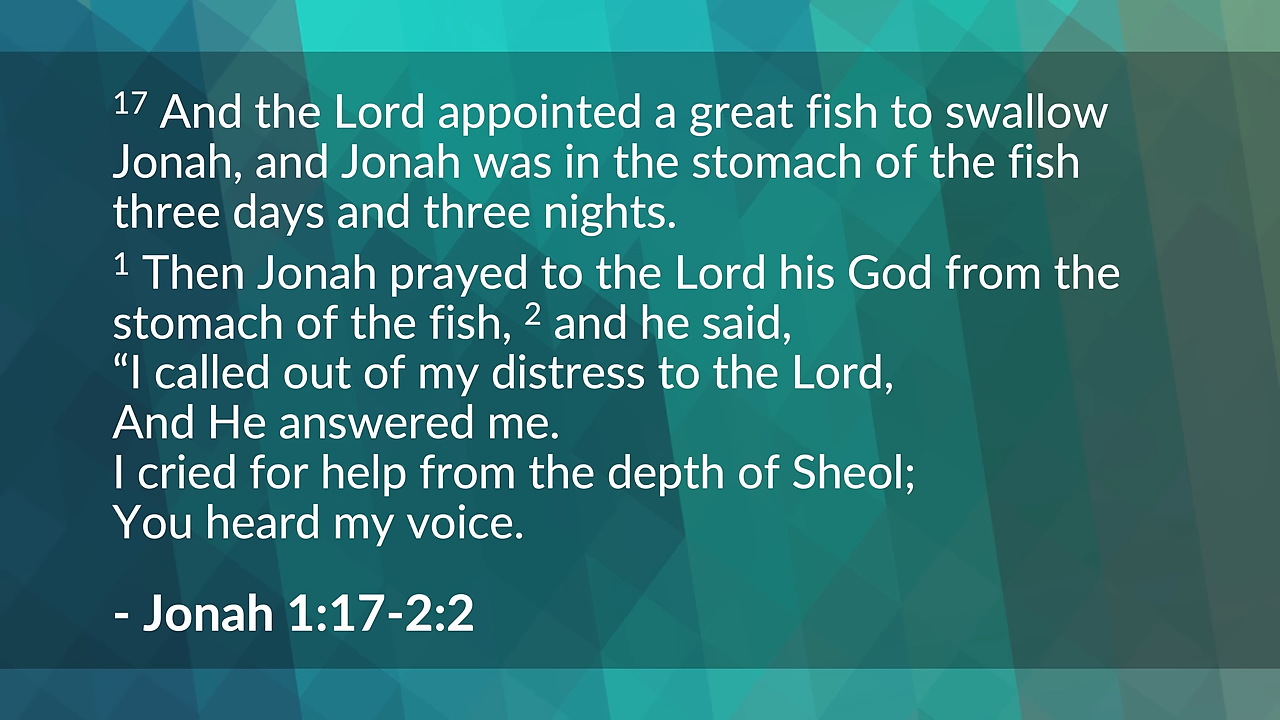 17 And the Lord appointed a great fish to swallow
Jonah, and Jonah was in the stomach of the fish
three days and three nights.
1 Then Jonah prayed to the Lord his God from the
stomach of the fish, 2 and he said,
“I called out of my distress to the Lord,
And He answered me.
I cried for help from the depth of Sheol;
You heard my voice.
- Jonah 1:17-2:2